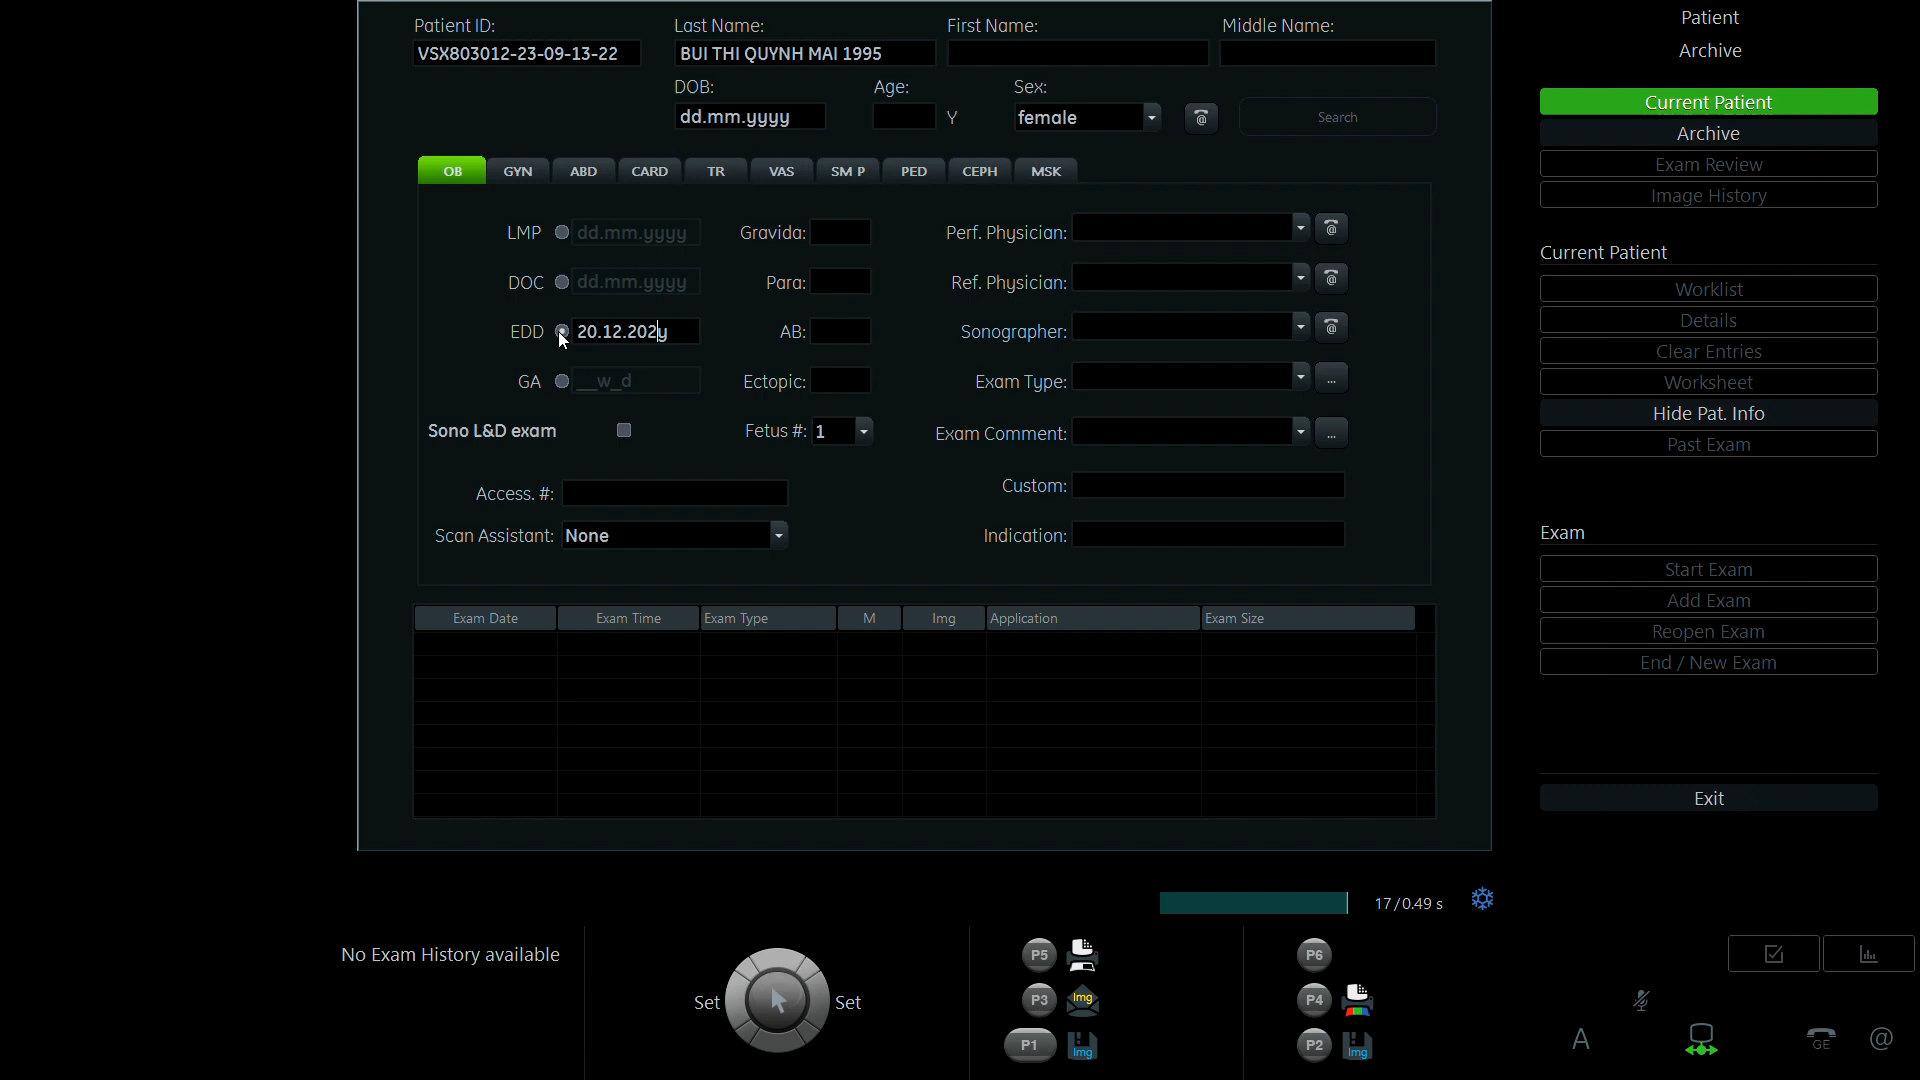 Patient ID: Last Name: First Name: Middle Name:
VSX803012-23-09-13-22 BUI THI QUYNH MAI 1995
DOB: Age: Sex:
dd.mm.yyyy Y female Search
OB GYN ABD CARD TR VAS SM P PED CEPH MSK
LMP dd.mm.yyyy Gravida: Perf. Physician:
DOC dd.mm.yyyy Para: Ref. Physician:
EDD 20.12.202y AB: Sonographer:
GA __w_d Ectopic: Exam Type: ...
Sono L&D exam Fetus #: 1 Exam Comment: ...
Access. #: Custom:
Scan Assistant: None Indication:
Exam Date Exam Time Exam Type M Img Application Exam Size
17/0.49 s
Patient
Archive
Current Patient
Archive
Exam Review
Image History
Current Patient
Worklist
Details
Clear Entries
Worksheet
Hide Pat. Info
Past Exam
Exam
Start Exam
Add Exam
Reopen Exam
End / New Exam
Exit
No Exam History available
Set Set
P5 P6
P3 Img P4
P1 Img P2 Img
A GE @